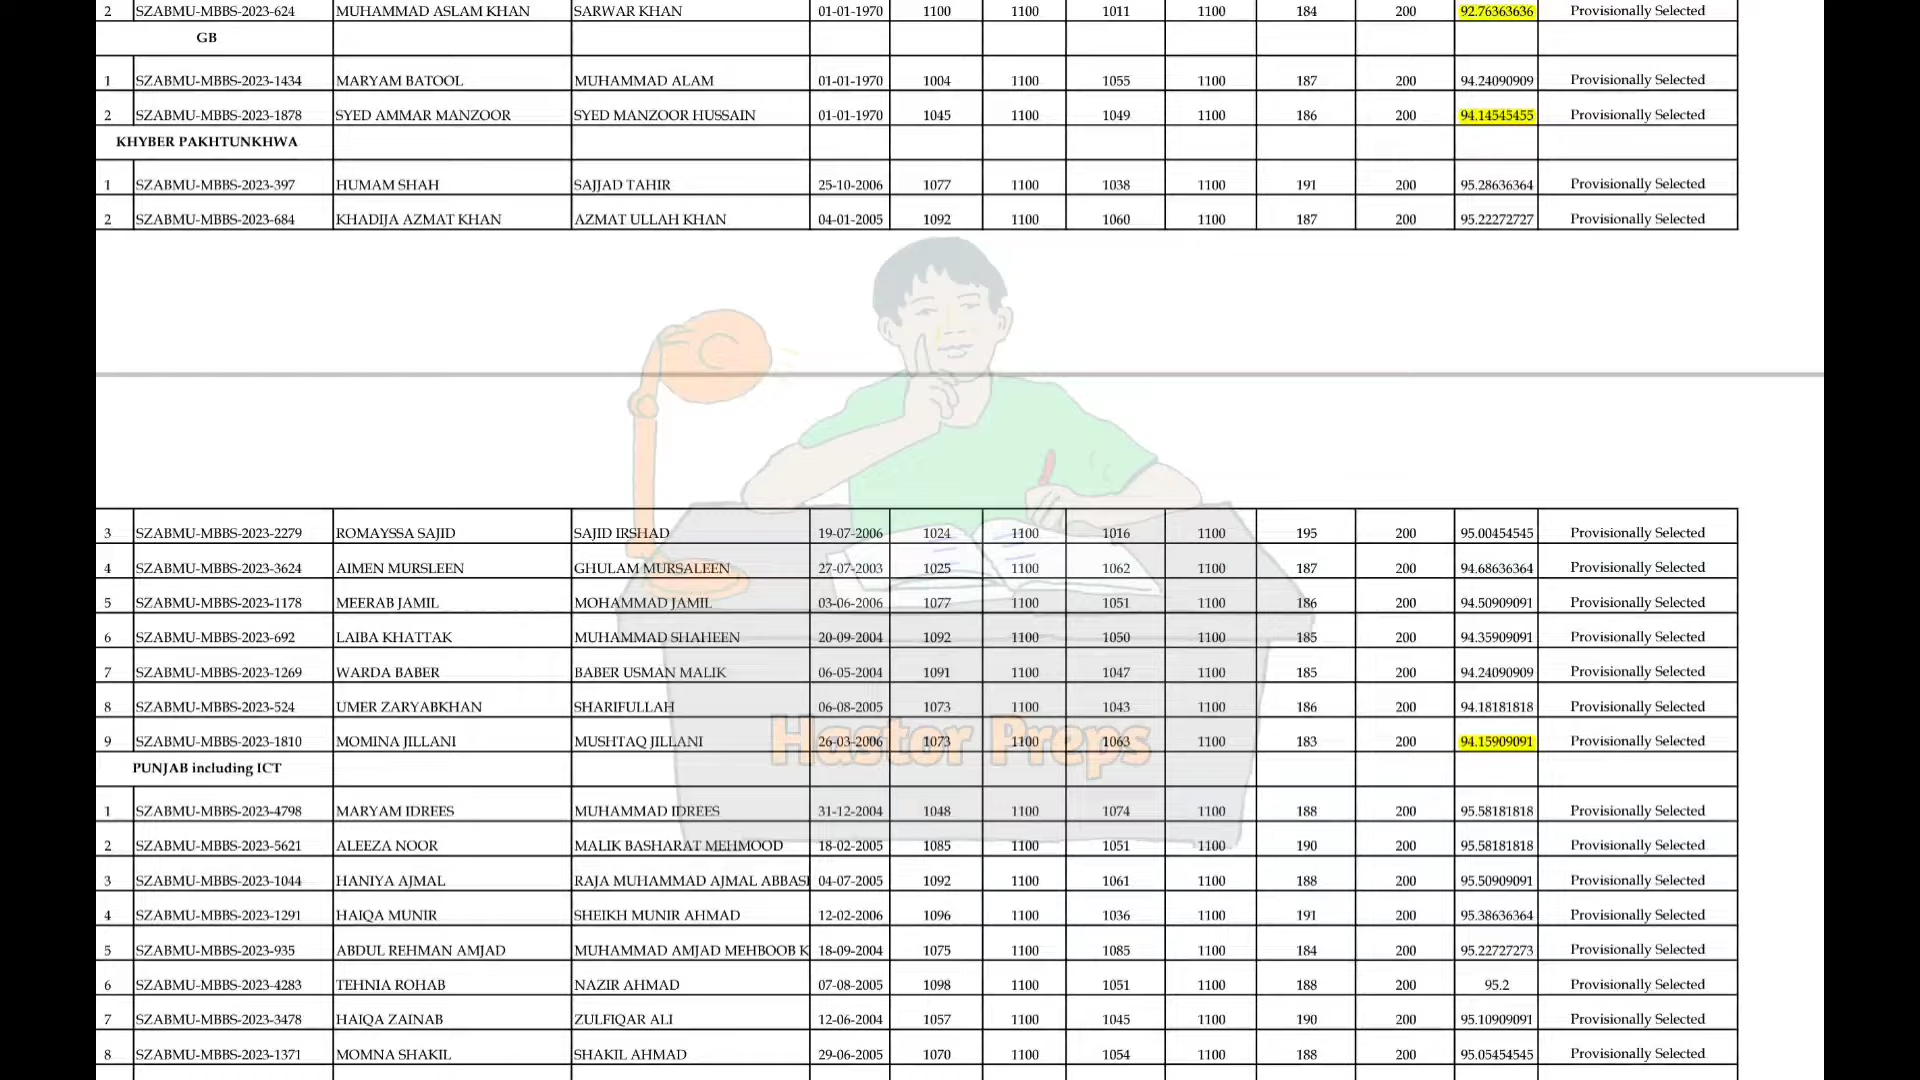 2 SZABMU-MBBS-2023-624 MUHAMMAD ASLAM KHAN SARWAR KHAN 01-01-1970 1100 1100 1011 1100 184 200 92.76363636 Provisionally Selected
GB
1 SZABMU-MBBS-2023-1434 MARYAM BATOOL MUHAMMAD ALAM 01-01-1970 1004 1100 1055 1100 187 200 94.24090909 Provisionally Selected
2 SZABMU-MBBS-2023-1878 SYED AMMAR MANZOOR SYED MANZOOR HUSSAIN 01-01-1970 1045 1100 1049 1100 186 200 94.14545455 Provisionally Selected
KHYBER PAKHTUNKHWA
1 SZABMU-MBBS-2023-397 HUMAM SHAH SAJJAD TAHIR 25-10-2006 1077 1100 1038 1100 191 200 95.28636364 Provisionally Selected
2 SZABMU-MBBS-2023-684 KHADIJA AZMAT KHAN AZMAT ULLAH KHAN 04-01-2005 1092 1100 1060 1100 187 200 95.22272727 Provisionally Selected
3 SZABMU-MBBS-2023-2279 ROMAYSSA SAJID SAJID IRSHAD 19-07-2006 1024 1100 1016 1100 195 200 95.00454545 Provisionally Selected
4 SZABMU-MBBS-2023-3624 AIMEN MURSLEEN GHULAM MURSALEEN 27-07-2003 1025 1100 1062 1100 187 200 94.68636364 Provisionally Selected
5 SZABMU-MBBS-2023-1178 MEERAB JAMIL MOHAMMAD JAMIL 03-06-2006 1077 1100 1051 1100 186 200 94.50909091 Provisionally Selected
6 SZABMU-MBBS-2023-692 LAIBA KHATTAK MUHAMMAD SHAHEEN 20-09-2004 1092 1100 1050 1100 185 200 94.35909091 Provisionally Selected
7 SZABMU-MBBS-2023-1269 WARDA BABER BABER USMAN MALIK 06-05-2004 1091 1100 1047 1100 185 200 94.24090909 Provisionally Selected
8 SZABMU-MBBS-2023-524 UMER ZARYABKHAN SHARIFULLAH 06-08-2005 1073 1100 1043 1100 186 200 94.18181818 Provisionally Selected
9 SZABMU-MBBS-2023-1810 MOMINA JILLANI MUSHTAQ JILLANI 26-03-2006 1073 1100 1063 1100 183 200 94.15909091 Provisionally Selected
Hastor Preps
PUNJAB including ICT
1 SZABMU-MBBS-2023-4798 MARYAM IDREES MUHAMMAD IDREES 31-12-2004 1048 1100 1074 1100 188 200 95.58181818 Provisionally Selected
2 SZABMU-MBBS-2023-5621 ALEEZA NOOR MALIK BASHARAT MEHMOOD 18-02-2005 1085 1100 1051 1100 190 200 95.58181818 Provisionally Selected
3 SZABMU-MBBS-2023-1044 HANIYA AJMAL RAJA MUHAMMAD AJMAL ABBASI 04-07-2005 1092 1100 1061 1100 188 200 95.50909091 Provisionally Selected
4 SZABMU-MBBS-2023-1291 HAIQA MUNIR SHEIKH MUNIR AHMAD 12-02-2006 1096 1100 1036 1100 191 200 95.38636364 Provisionally Selected
5 SZABMU-MBBS-2023-935 ABDUL REHMAN AMJAD MUHAMMAD AMJAD MEHBOOB K 18-09-2004 1075 1100 1085 1100 184 200 95.22727273 Provisionally Selected
6 SZABMU-MBBS-2023-4283 TEHNIA ROHAB NAZIR AHMAD 07-08-2005 1098 1100 1051 1100 188 200 95.2 Provisionally Selected
7 SZABMU-MBBS-2023-3478 HAIQA ZAINAB ZULFIQAR ALI 12-06-2004 1057 1100 1045 1100 190 200 95.10909091 Provisionally Selected
8 SZABMU-MBBS-2023-1371 MOMNA SHAKIL SHAKIL AHMAD 29-06-2005 1070 1100 1054 1100 188 200 95.05454545 Provisionally Selected